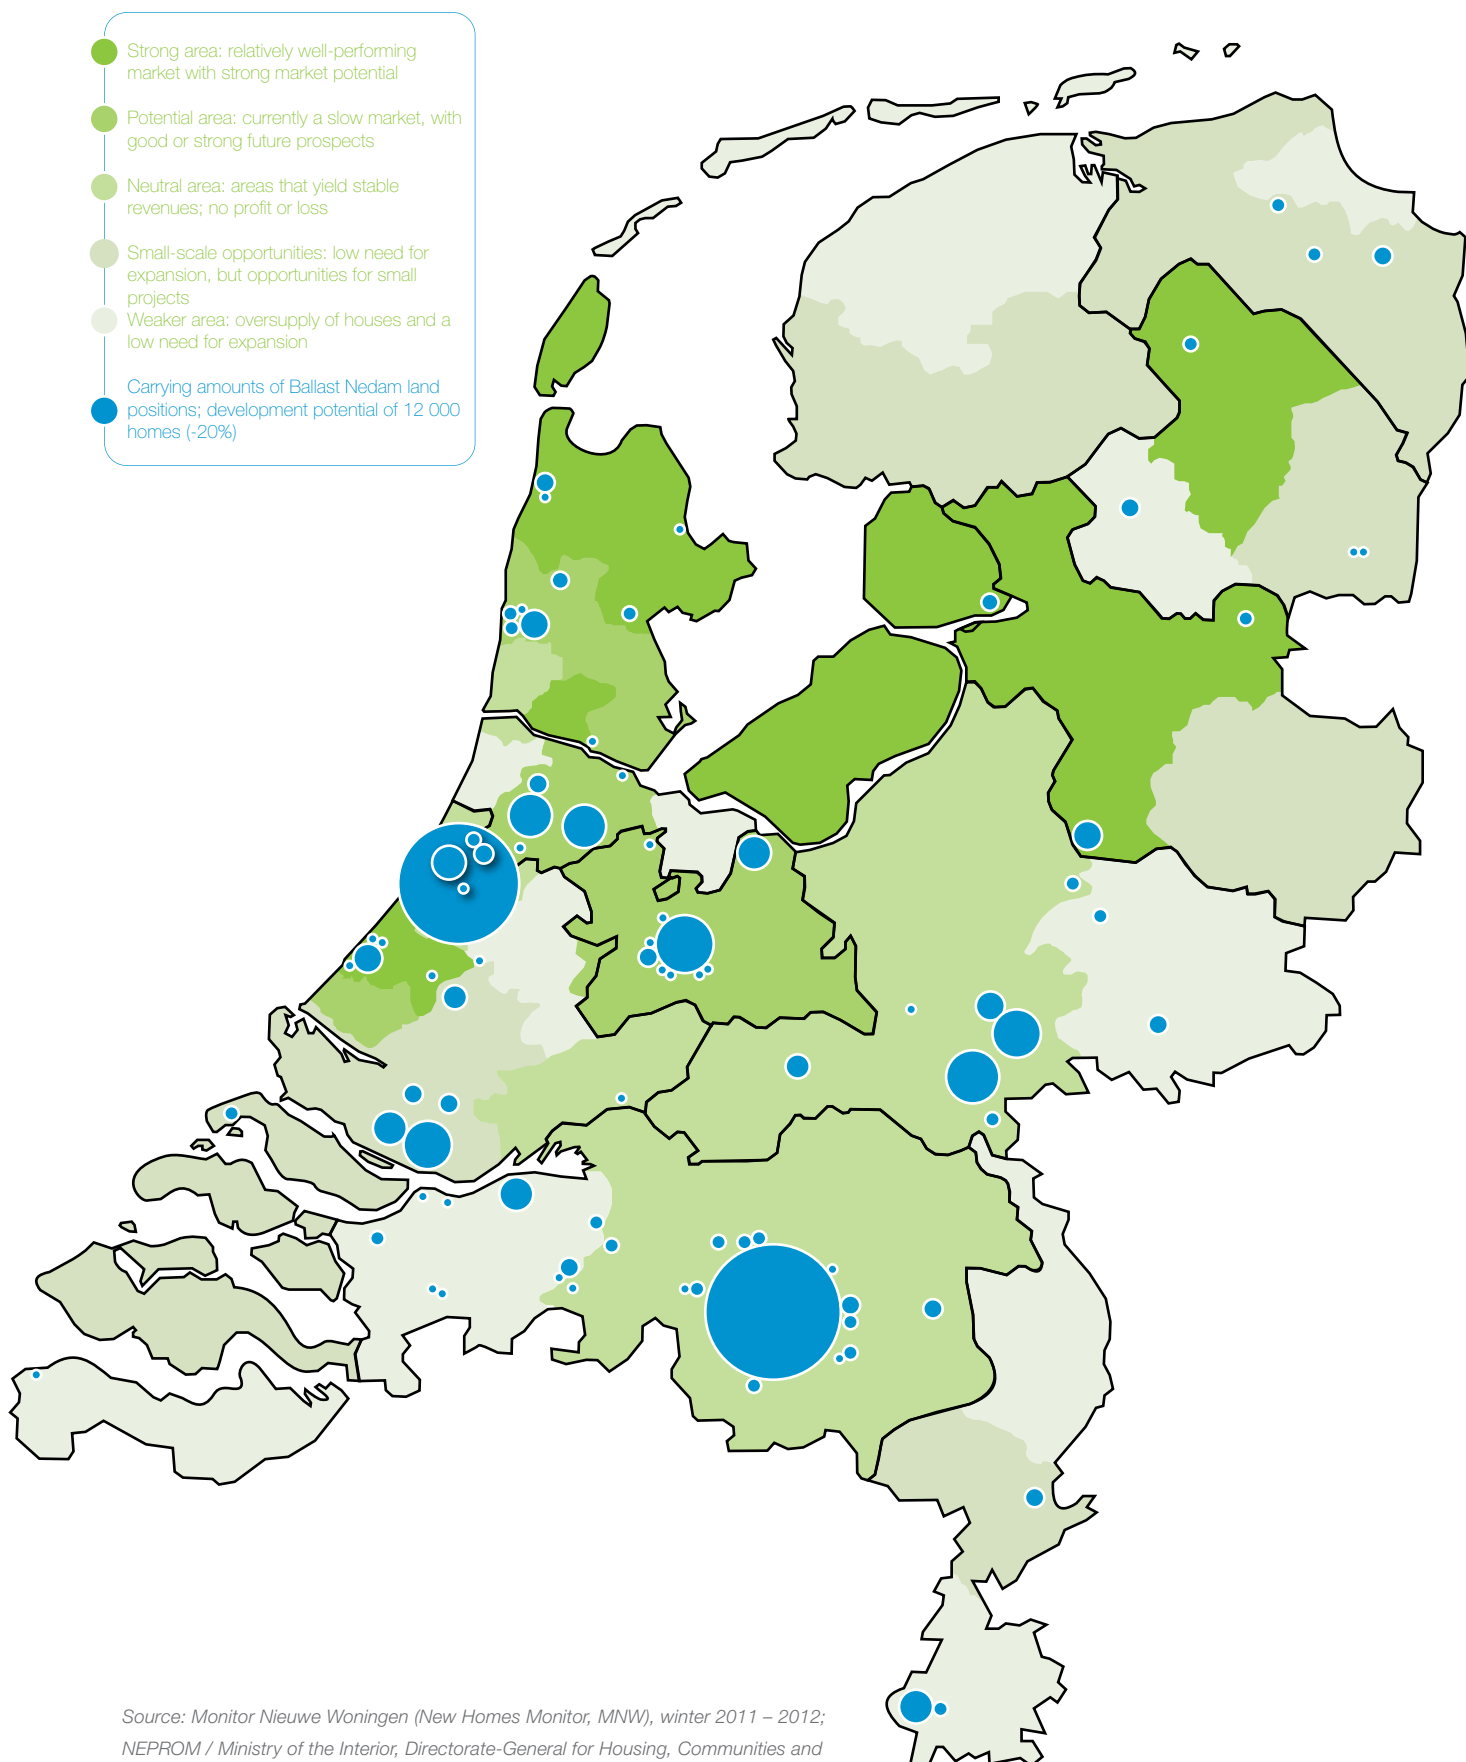 Strong area: relatively well-performing
market with strong market potential
Potential area: currently a slow market, with
good or strong future prospects
Neutral area: areas that yield stable
revenues; no profit or loss
Small-scale opportunities: low need for
expansion, but opportunities for small
projects
Weaker area: oversupply of houses and a
low need for expansion
Carrying amounts of Ballast Nedam land
positions; development potential of 12 000
homes (-20%)
Source: Monitor Nieuwe Woningen (New Homes Monitor, MNW), winter 2011 – 2012;
NEPROM / Ministry of the Interior, Directorate-General for Housing, Communities and